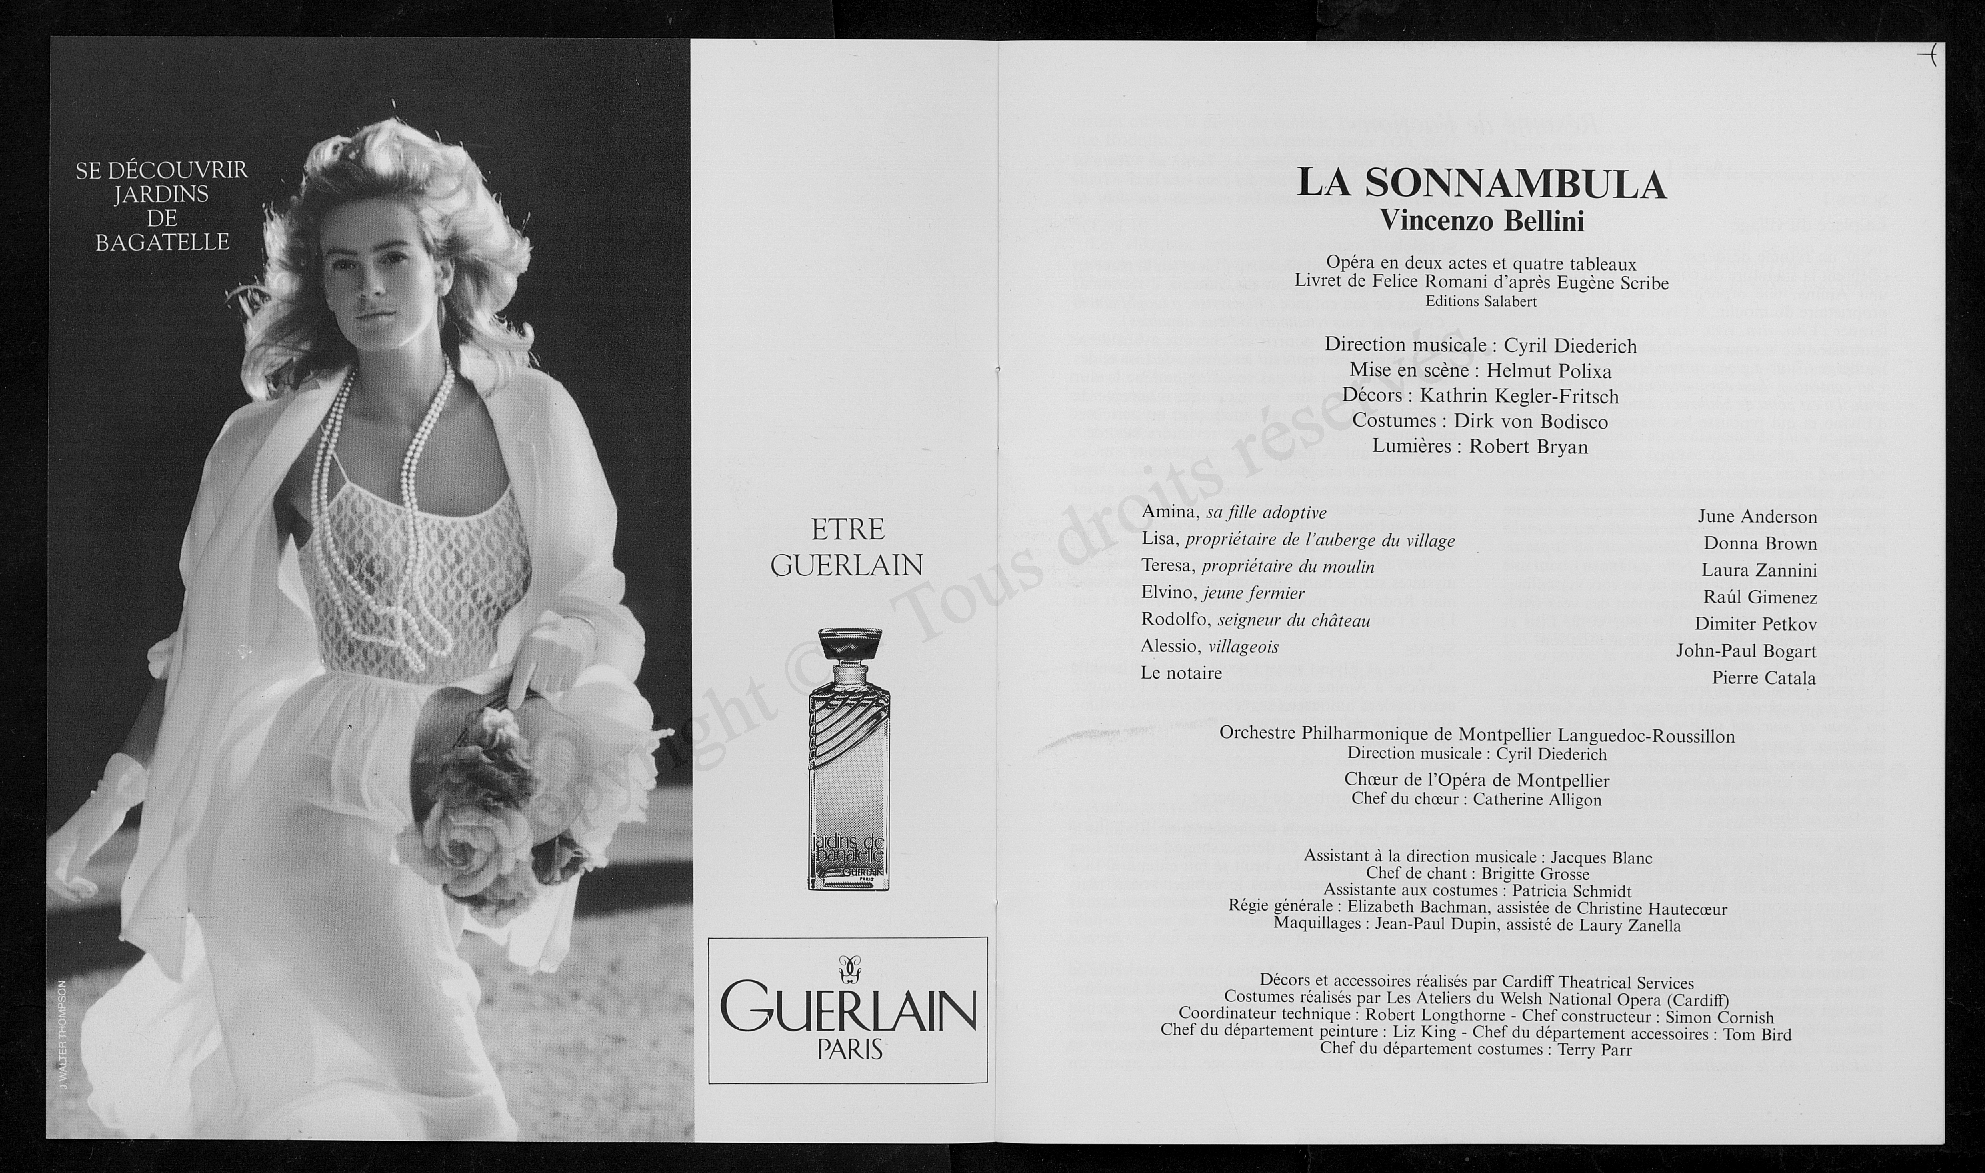 SE DÉCOUVRIR
JARDINS
DE
BAGATELLE
J. WALTER THOMPSON
ETRE
GUERLAIN
jardins de
bagatelle
GUERLAIN
PARIS
GUERLAIN
PARIS
Copyright © Tous droits réservés.
LA SONNAMBULA
Vincenzo Bellini
Opéra en deux actes et quatre tableaux
Livret de Felice Romani d'après Eugène Scribe
Editions Salabert
Direction musicale : Cyril Diederich
Mise en scène : Helmut Polixa
Décors : Kathrin Kegler-Fritsch
Costumes : Dirk von Bodisco
Lumières : Robert Bryan
Amina, sa fille adoptive June Anderson
Lisa, propriétaire de l'auberge du village Donna Brown
Teresa, propriétaire du moulin Laura Zannini
Elvino, jeune fermier Raúl Gimenez
Rodolfo, seigneur du château Dimiter Petkov
Alessio, villageois John-Paul Bogart
Le notaire Pierre Catala
Orchestre Philharmonique de Montpellier Languedoc-Roussillon
Direction musicale : Cyril Diederich
Chœur de l'Opéra de Montpellier
Chef du chœur : Catherine Alligon
Assistant à la direction musicale : Jacques Blanc
Chef de chant : Brigitte Grosse
Assistante aux costumes : Patricia Schmidt
Régie générale : Elizabeth Bachman, assistée de Christine Hautecœur
Maquillages : Jean-Paul Dupin, assisté de Laury Zanella
Décors et accessoires réalisés par Cardiff Theatrical Services
Costumes réalisés par Les Ateliers du Welsh National Opera (Cardiff)
Coordinateur technique : Robert Longthorne - Chef constructeur : Simon Cornish
Chef du département peinture : Liz King - Chef du département accessoires : Tom Bird
Chef du département costumes : Terry Parr